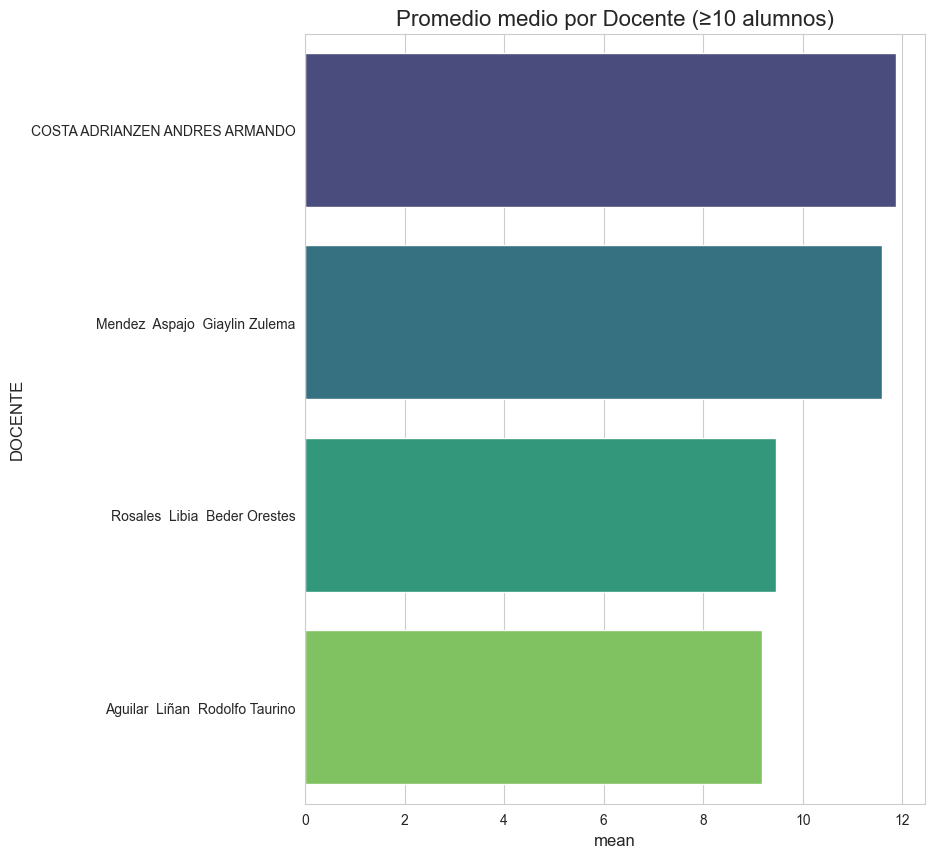 Promedio medio por Docente (≥10 alumnos)
COSTA ADRIANZEN ANDRES ARMANDO
Mendez  Aspajo  Giaylin Zulema
Rosales  Libia  Beder Orestes
Aguilar  Liñan  Rodolfo Taurino
DOCENTE
0 2 4 6 8 10 12
mean